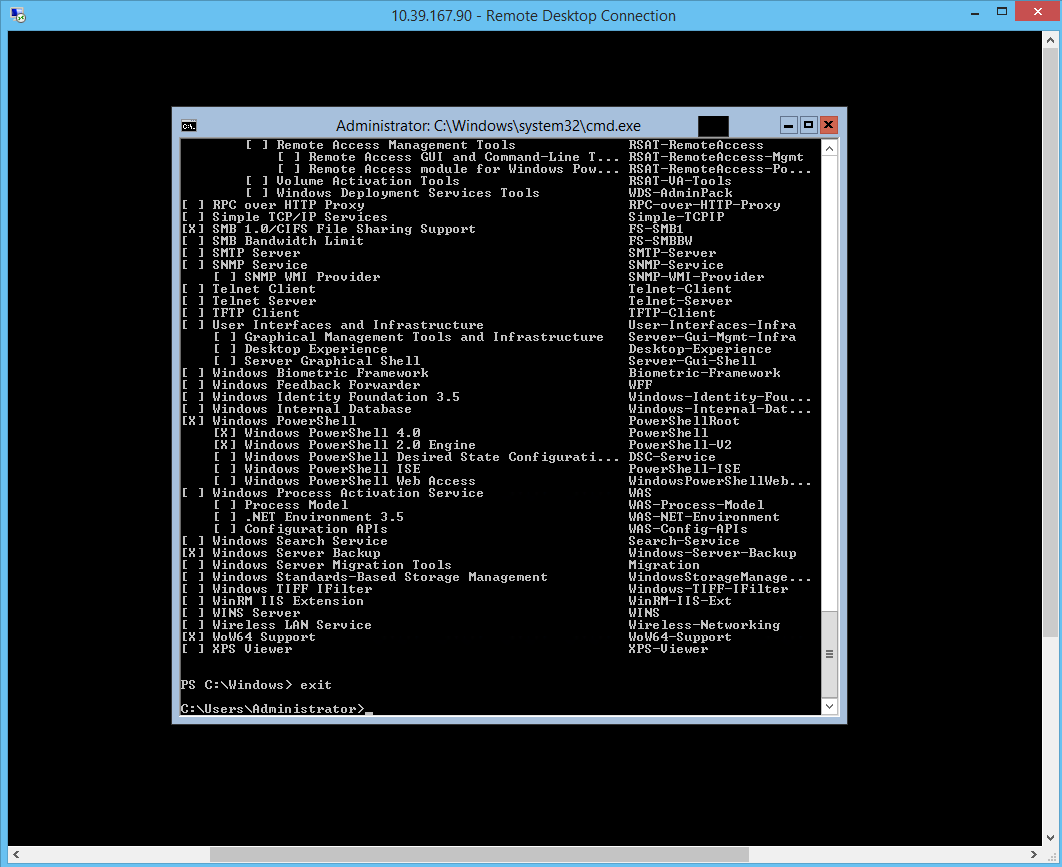 10.39.167.90 - Remote Desktop Connection
Administrator: C:\Windows\system32\cmd.exe
[ ] Remote Access Management Tools RSAT-RemoteAccess
[ ] Remote Access GUI and Command-Line T... RSAT-RemoteAccess-Mgmt
[ ] Remote Access module for Windows Pow... RSAT-RemoteAccess-Po...
[ ] Volume Activation Tools RSAT-VA-Tools
[ ] Windows Deployment Services Tools WDS-AdminPack
[ ] RPC over HTTP Proxy RPC-over-HTTP-Proxy
[ ] Simple TCP/IP Services Simple-TCPIP
[X] SMB 1.0/CIFS File Sharing Support FS-SMB1
[ ] SMB Bandwidth Limit FS-SMBBW
[ ] SMTP Server SMTP-Server
[ ] SNMP Service SNMP-Service
[ ] SNMP WMI Provider SNMP-WMI-Provider
[ ] Telnet Client Telnet-Client
[ ] Telnet Server Telnet-Server
[ ] TFTP Client TFTP-Client
[ ] User Interfaces and Infrastructure User-Interfaces-Infra
[ ] Graphical Management Tools and Infrastructure Server-Gui-Mgmt-Infra
[ ] Desktop Experience Desktop-Experience
[ ] Server Graphical Shell Server-Gui-Shell
[ ] Windows Biometric Framework Biometric-Framework
[ ] Windows Feedback Forwarder WFF
[ ] Windows Identity Foundation 3.5 Windows-Identity-Fou...
[ ] Windows Internal Database Windows-Internal-Dat...
[X] Windows PowerShell PowerShellRoot
[X] Windows PowerShell 4.0 PowerShell
[X] Windows PowerShell 2.0 Engine PowerShell-V2
[ ] Windows PowerShell Desired State Configurati... DSC-Service
[ ] Windows PowerShell ISE PowerShell-ISE
[ ] Windows PowerShell Web Access WindowsPowerShellWeb...
[ ] Windows Process Activation Service WAS
[ ] Process Model WAS-Process-Model
[ ] .NET Environment 3.5 WAS-NET-Environment
[ ] Configuration APIs WAS-Config-APIs
[ ] Windows Search Service Search-Service
[X] Windows Server Backup Windows-Server-Backup
[ ] Windows Server Migration Tools Migration
[ ] Windows Standards-Based Storage Management WindowsStorageManage...
[ ] Windows TIFF IFilter Windows-TIFF-IFilter
[ ] WinRM IIS Extension WinRM-IIS-Ext
[ ] WINS Server WINS
[ ] Wireless LAN Service Wireless-Networking
[X] WoW64 Support WoW64-Support
[ ] XPS Viewer XPS-Viewer
PS C:\Windows> exit
C:\Users\Administrator>_